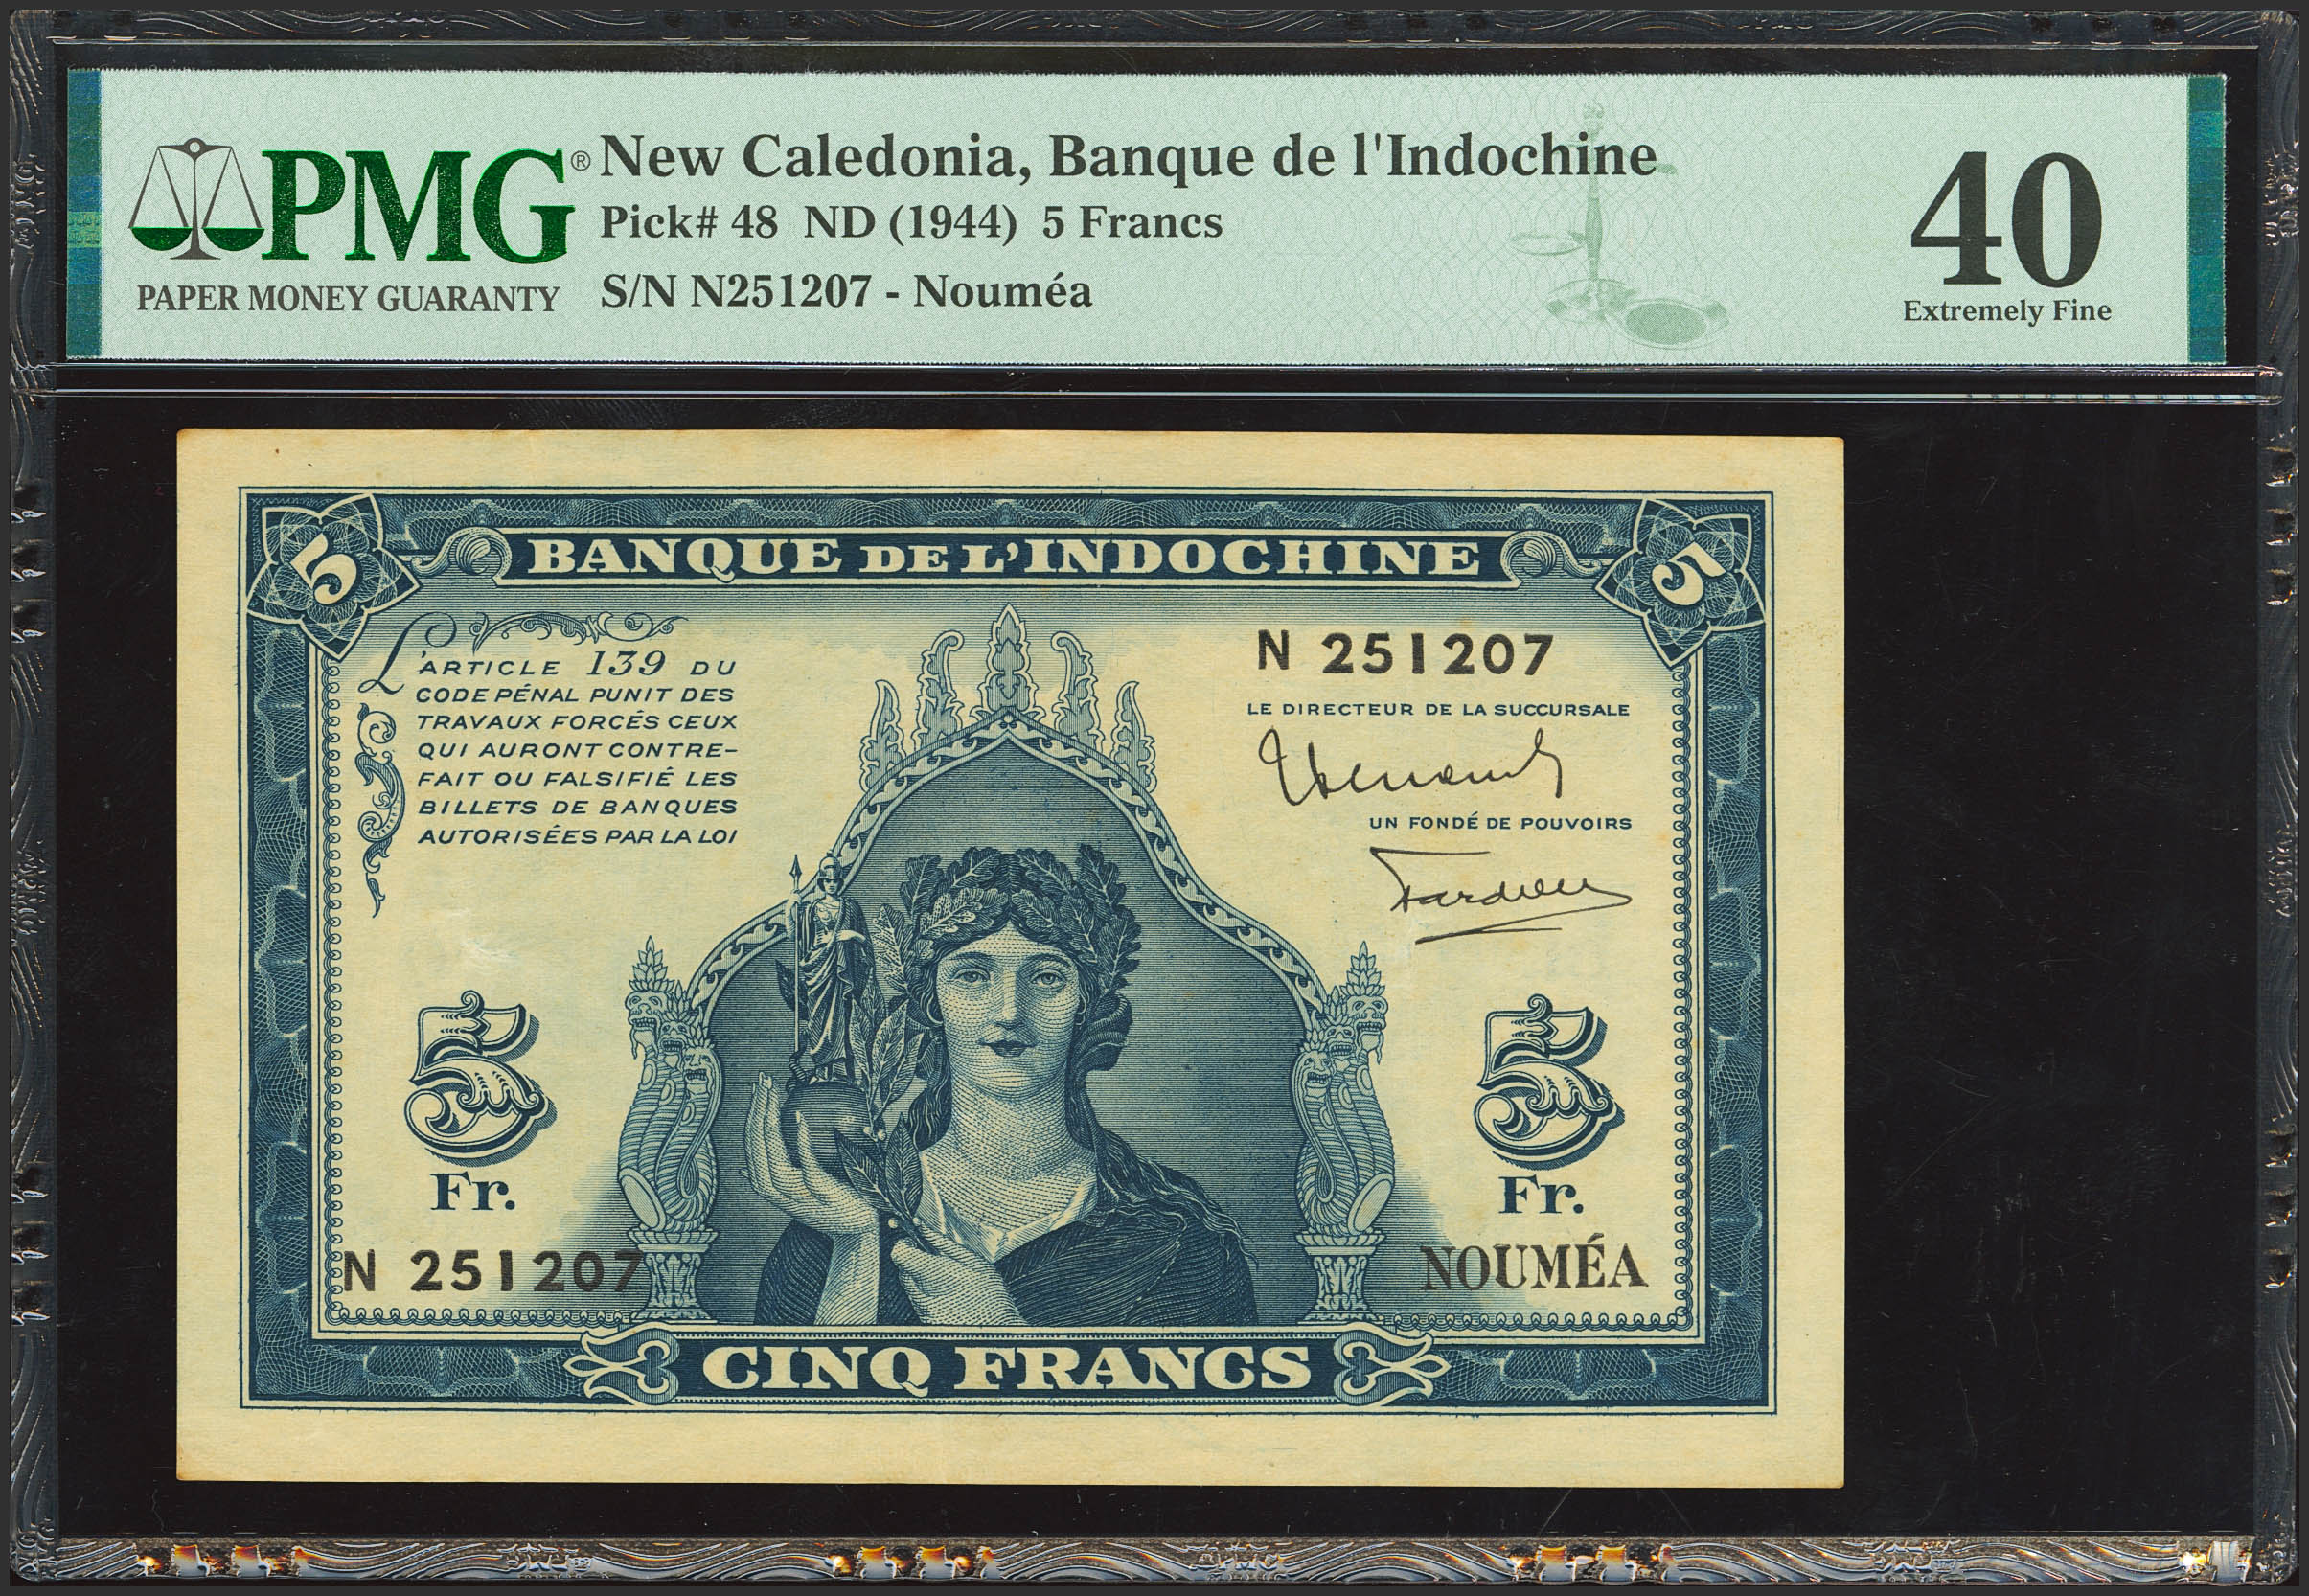 PMG®
PAPER MONEY GUARANTY
New Caledonia, Banque de l'Indochine
Pick# 48 ND (1944) 5 Francs
S/N N251207 - Nouméa
40
Extremely Fine
5
BANQUE DE L'INDOCHINE
5
L'ARTICLE 139 DU
CODE PÉNAL PUNIT DES
TRAVAUX FORCÉS CEUX
QUI AURONT CONTRE-
FAIT OU FALSIFIÉ LES
BILLETS DE BANQUES
AUTORISÉES PAR LA LOI
N 251207
LE DIRECTEUR DE LA SUCCURSALE
UN FONDÉ DE POUVOIRS
5
Fr.
N 251207
5
Fr.
NOUMÉA
CINQ FRANCS